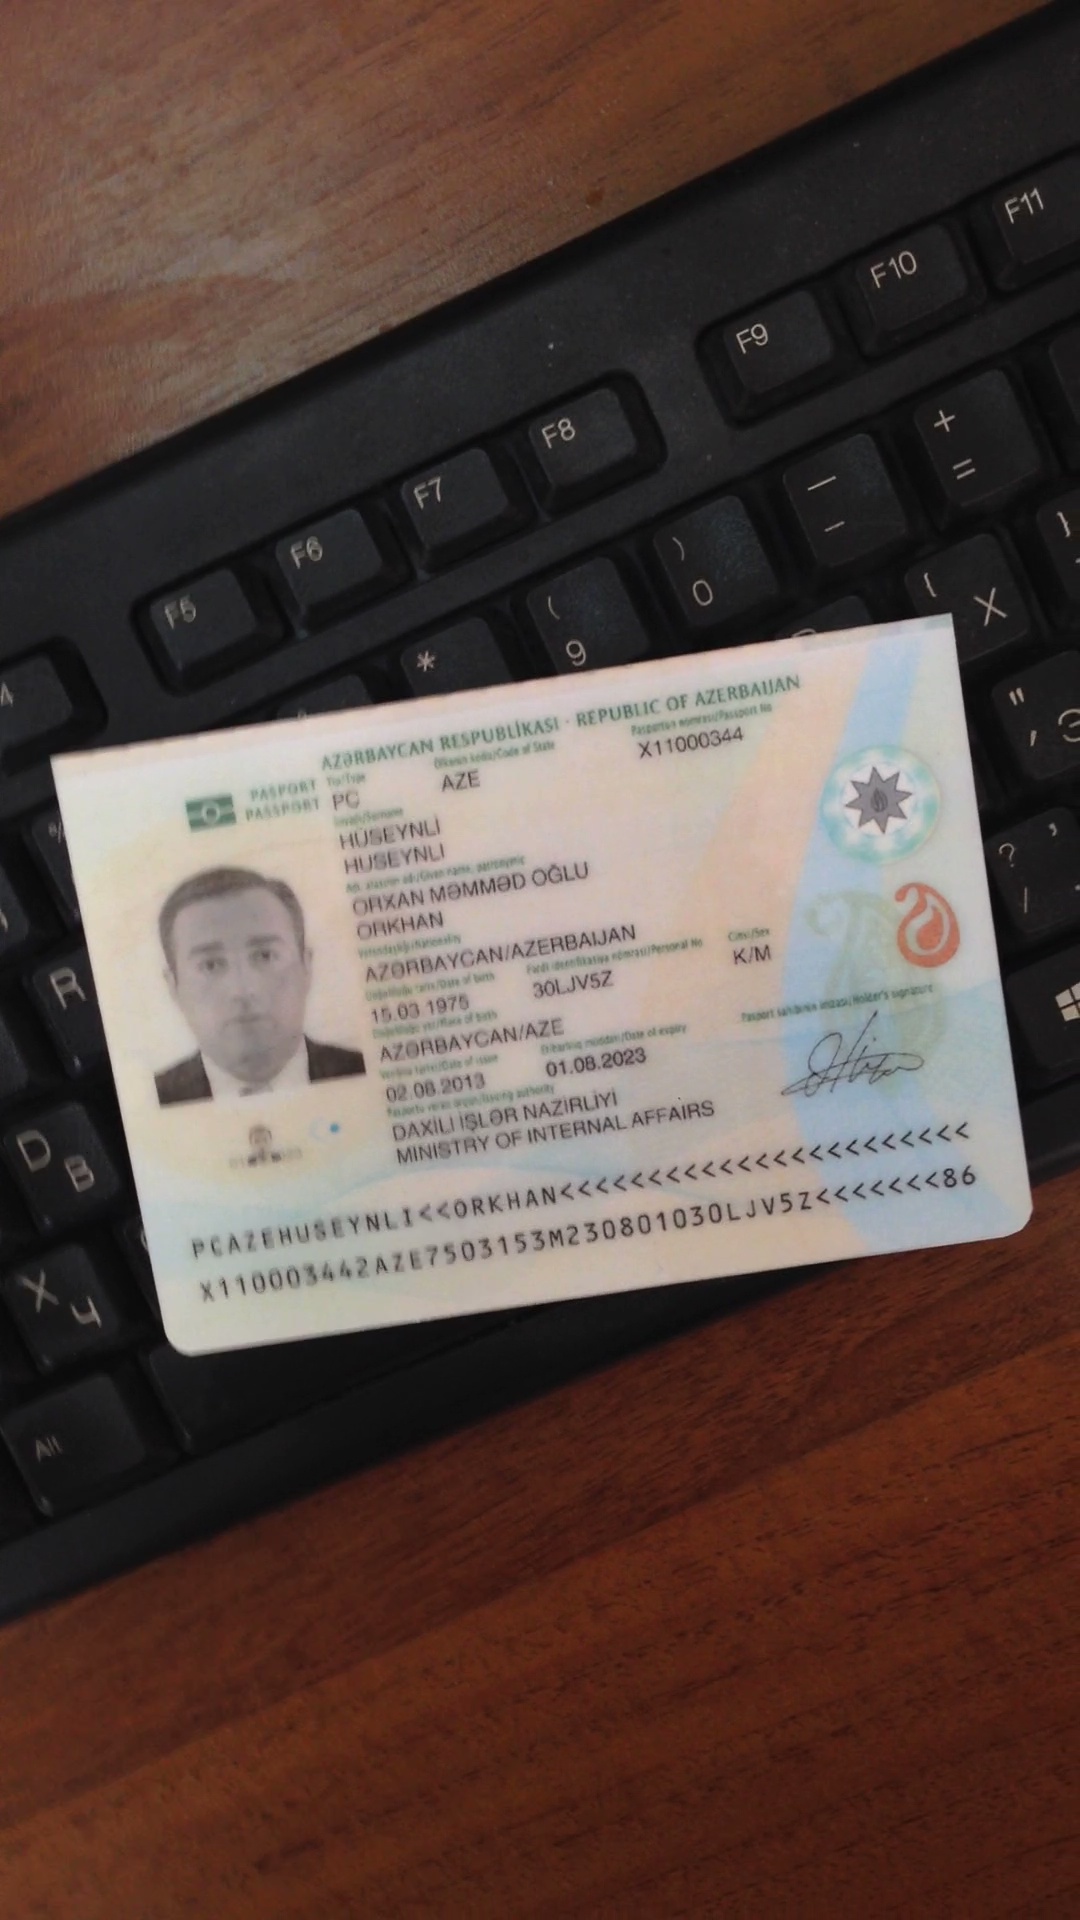 F11
F10
F9
F8
F7
F6
F5
+
=
—
-
)
0
(
9
*
{
X
}
"
'
Э
?
,
/
R
D
В
X
Ч
Alt
AZƏRBAYCAN RESPUBLİKASI · REPUBLIC OF AZERBAIJAN
PASPORT
PASSPORT
Tipi/Type
PC
Ölkənin kodu/Code of State
AZE
Pasportun nömrəsi/Passport No
X11000344
Soyadı/Surname
HÜSEYNLİ
HUSEYNLI
Adı, atasının adı/Given name, patronymic
ORXAN MƏMMƏD OĞLU
ORKHAN
Vətəndaşlığı/Nationality
AZƏRBAYCAN/AZERBAIJAN
Doğulduğu tarix/Date of birth
15.03.1975
Fərdi identifikasiya nömrəsi/Personal No
30LJV5Z
Cinsi/Sex
K/M
Doğulduğu yer/Place of birth
AZƏRBAYCAN/AZE
Verilmə tarixi/Date of issue
02.08.2013
Etibarlılıq müddəti/Date of expiry
01.08.2023
Pasport sahibinin imzası/Holder's signature
Pasportu verən orqan/Issuing authority
DAXİLİ İŞLƏR NAZİRLİYİ
MINISTRY OF INTERNAL AFFAIRS
PCAZEHUSEYNLI<<ORKHAN<<<<<<<<<<<<<<<<<<<<<<<
X110003442AZE7503153M230801030LJV5Z<<<<<<<86